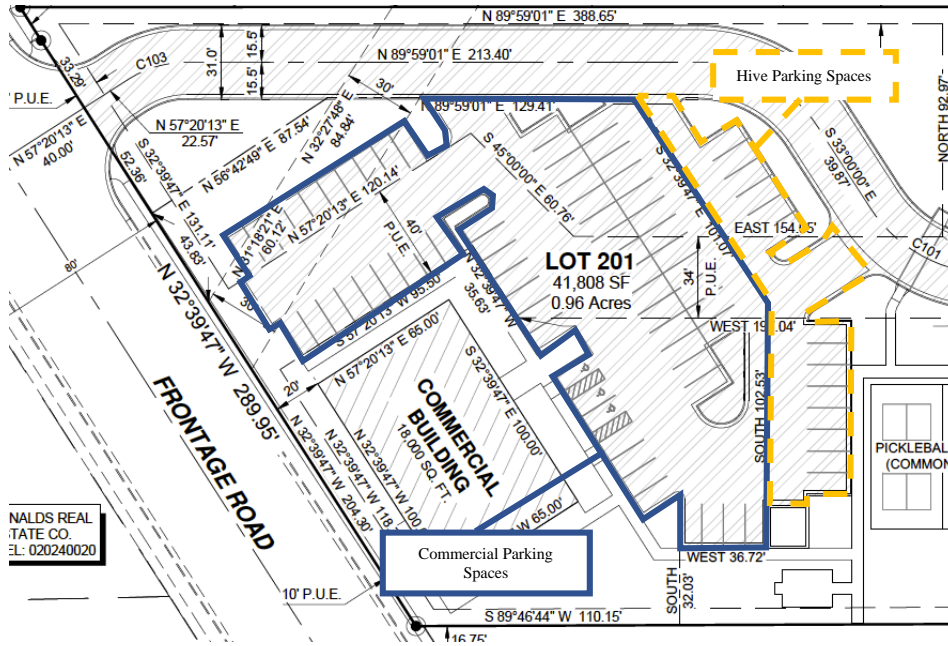 N 89°59'01" E 388.65'
N 89°59'01" E 213.40'
C103
33.29'
31.0'
15.5'
15.5'
' P.U.E.
N 57°20'13" E
40.00'
N 57°20'13" E
22.57'
52.36'
N 56°42'49" E 87.54'
30'
N 32°27'48" E
84.84'
N 89°59'01" E 129.41'
Hive Parking Spaces
NORTH 82.97'
S 33°00'00" E
39.87'
S 45°00'00" E 60.76'
S 32°39'47" E 101.07'
S 32°39'47" E 131.11'
43.83'
N 31°18'21" E
60.12'
N 57°20'13" E 120.14'
40'
P.U.E.
EAST 154.65'
C101
80'
LOT 201
41,808 SF
0.96 Acres
34'
P.U.E.
N 32°39'47" W
35.63'
S 57°20'13" W 95.50'
30'
N 32°39'47" W 289.95'
N 57°20'13" E 65.00'
20'
S 32°39'47" E 100.00'
COMMERCIAL
BUILDING
18,000 SQ. FT.
SOUTH 102.53'
FRONTAGE ROAD
N 32°39'47" W 204.30'
N 32°39'47" W 118
N 32°39'47" W 100.0
W 65.00'
PICKLEBAL
(COMMON
NALDS REAL
STATE CO.
EL: 020240020
Commercial Parking
Spaces
WEST 36.72'
10' P.U.E.
SOUTH
32.03'
S 89°46'44" W 110.15'
16.75'